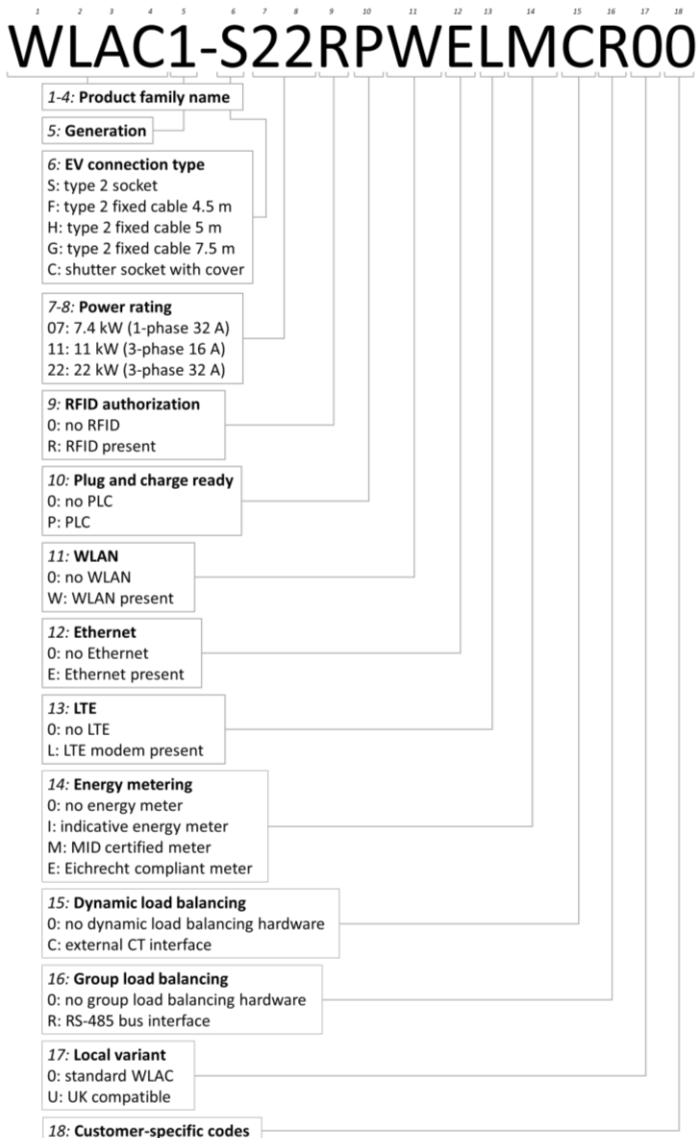 1 2 3 4 5 6 7 8 9 10 11 12 13 14 15 16 17 18
WLAC1-S22RPWELMCR00
1-4: Product family name
5: Generation
6: EV connection type
S: type 2 socket
F: type 2 fixed cable 4.5 m
H: type 2 fixed cable 5 m
G: type 2 fixed cable 7.5 m
C: shutter socket with cover
7-8: Power rating
07: 7.4 kW (1-phase 32 A)
11: 11 kW (3-phase 16 A)
22: 22 kW (3-phase 32 A)
9: RFID authorization
0: no RFID
R: RFID present
10: Plug and charge ready
0: no PLC
P: PLC
11: WLAN
0: no WLAN
W: WLAN present
12: Ethernet
0: no Ethernet
E: Ethernet present
13: LTE
0: no LTE
L: LTE modem present
14: Energy metering
0: no energy meter
I: indicative energy meter
M: MID certified meter
E: Eichrecht compliant meter
15: Dynamic load balancing
0: no dynamic load balancing hardware
C: external CT interface
16: Group load balancing
0: no group load balancing hardware
R: RS-485 bus interface
17: Local variant
0: standard WLAC
U: UK compatible
18: Customer-specific codes